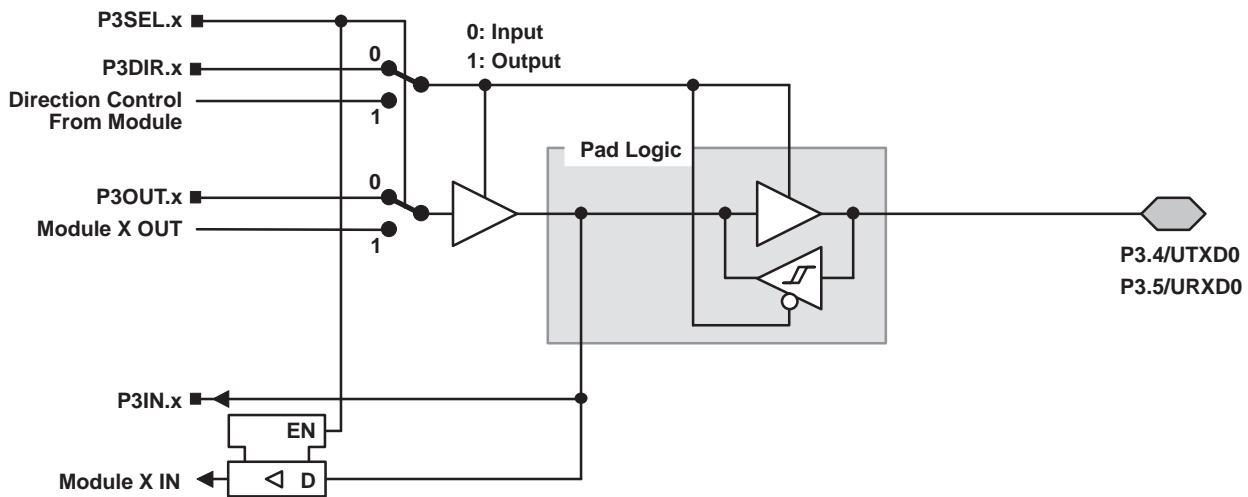 P3SEL.x
0: Input
1: Output
0
P3DIR.x
Direction Control
From Module
1
Pad Logic
0
P3OUT.x
Module X OUT
1
P3.4/UTXD0
P3.5/URXD0
P3IN.x
EN
Module X IN
D